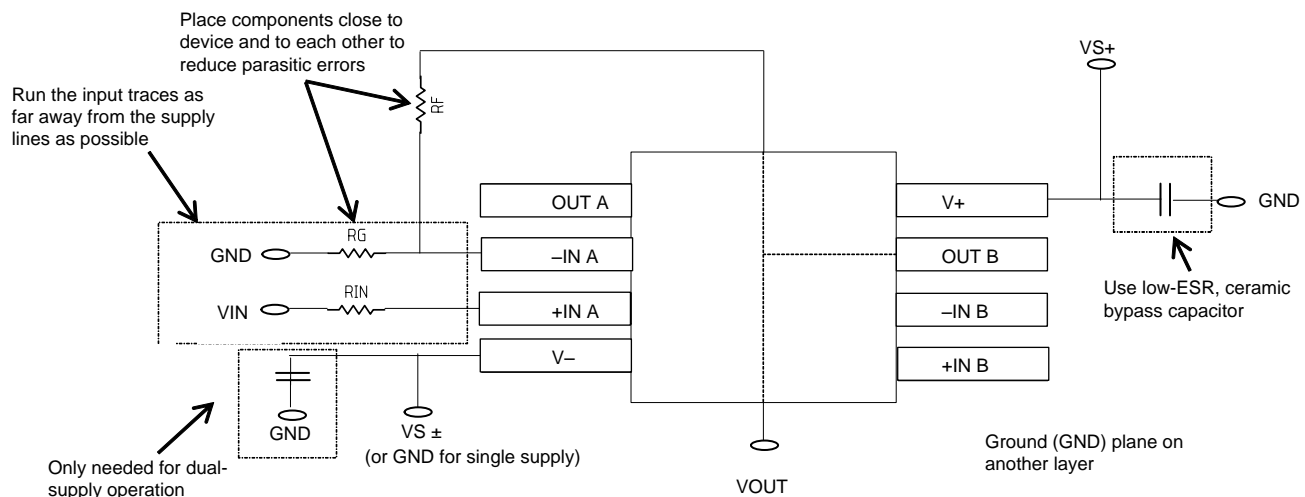 Place components close to
device and to each other to
reduce parasitic errors
Run the input traces as
far away from the supply
lines as possible
RF
VS+
OUT A
V+
GND
RG
GND
–IN A
OUT B
VIN
RIN
+IN A
–IN B
Use low-ESR, ceramic
bypass capacitor
V–
+IN B
GND
VS ±
(or GND for single supply)
Only needed for dual-
supply operation
VOUT
Ground (GND) plane on
another layer